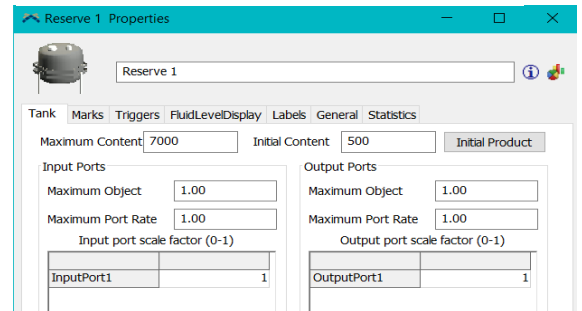 Reserve 1 Properties
Reserve 1
Tank Marks Triggers FluidLevelDisplay Labels General Statistics
Maximum Content 7000 Initial Content 500 Initial Product
Input Ports Output Ports
Maximum Object 1.00 Maximum Object 1.00
Maximum Port Rate 1.00 Maximum Port Rate 1.00
Input port scale factor (0-1) Output port scale factor (0-1)
InputPort1 1 OutputPort1 1